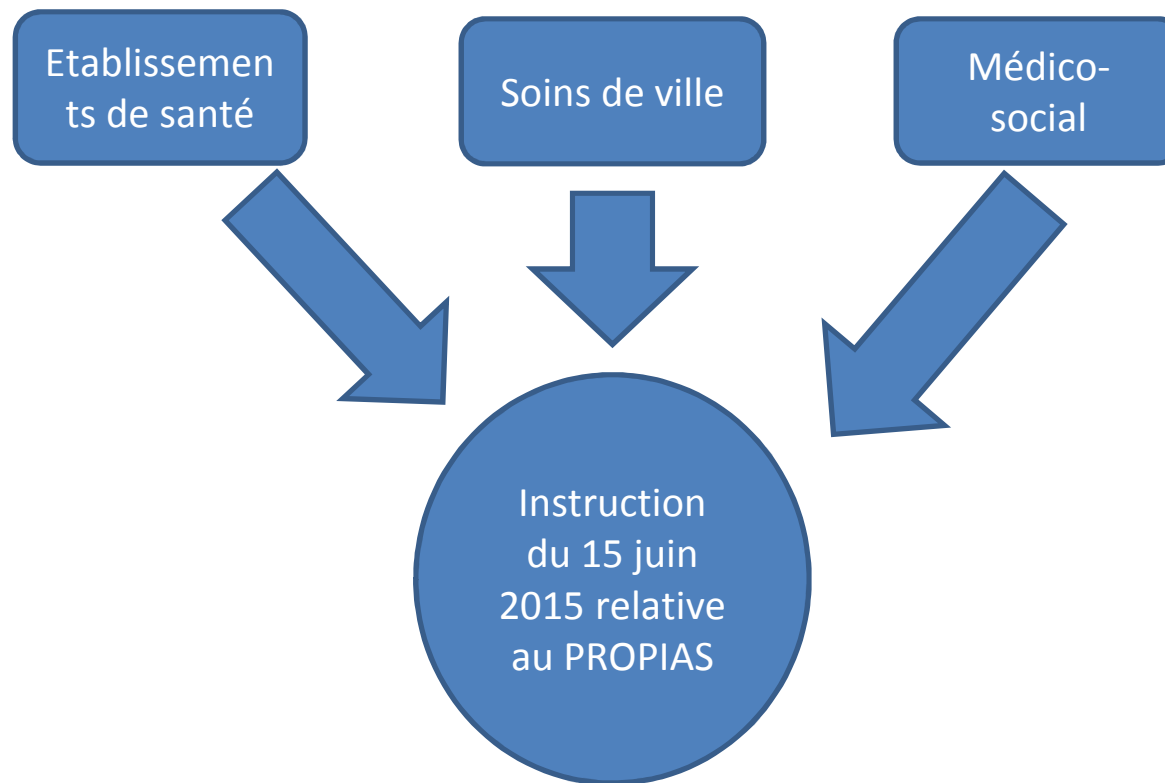 Etablissemen
ts de santé
Soins de ville
Médico-
social
Instruction
du 15 juin
2015 relative
au PROPIAS